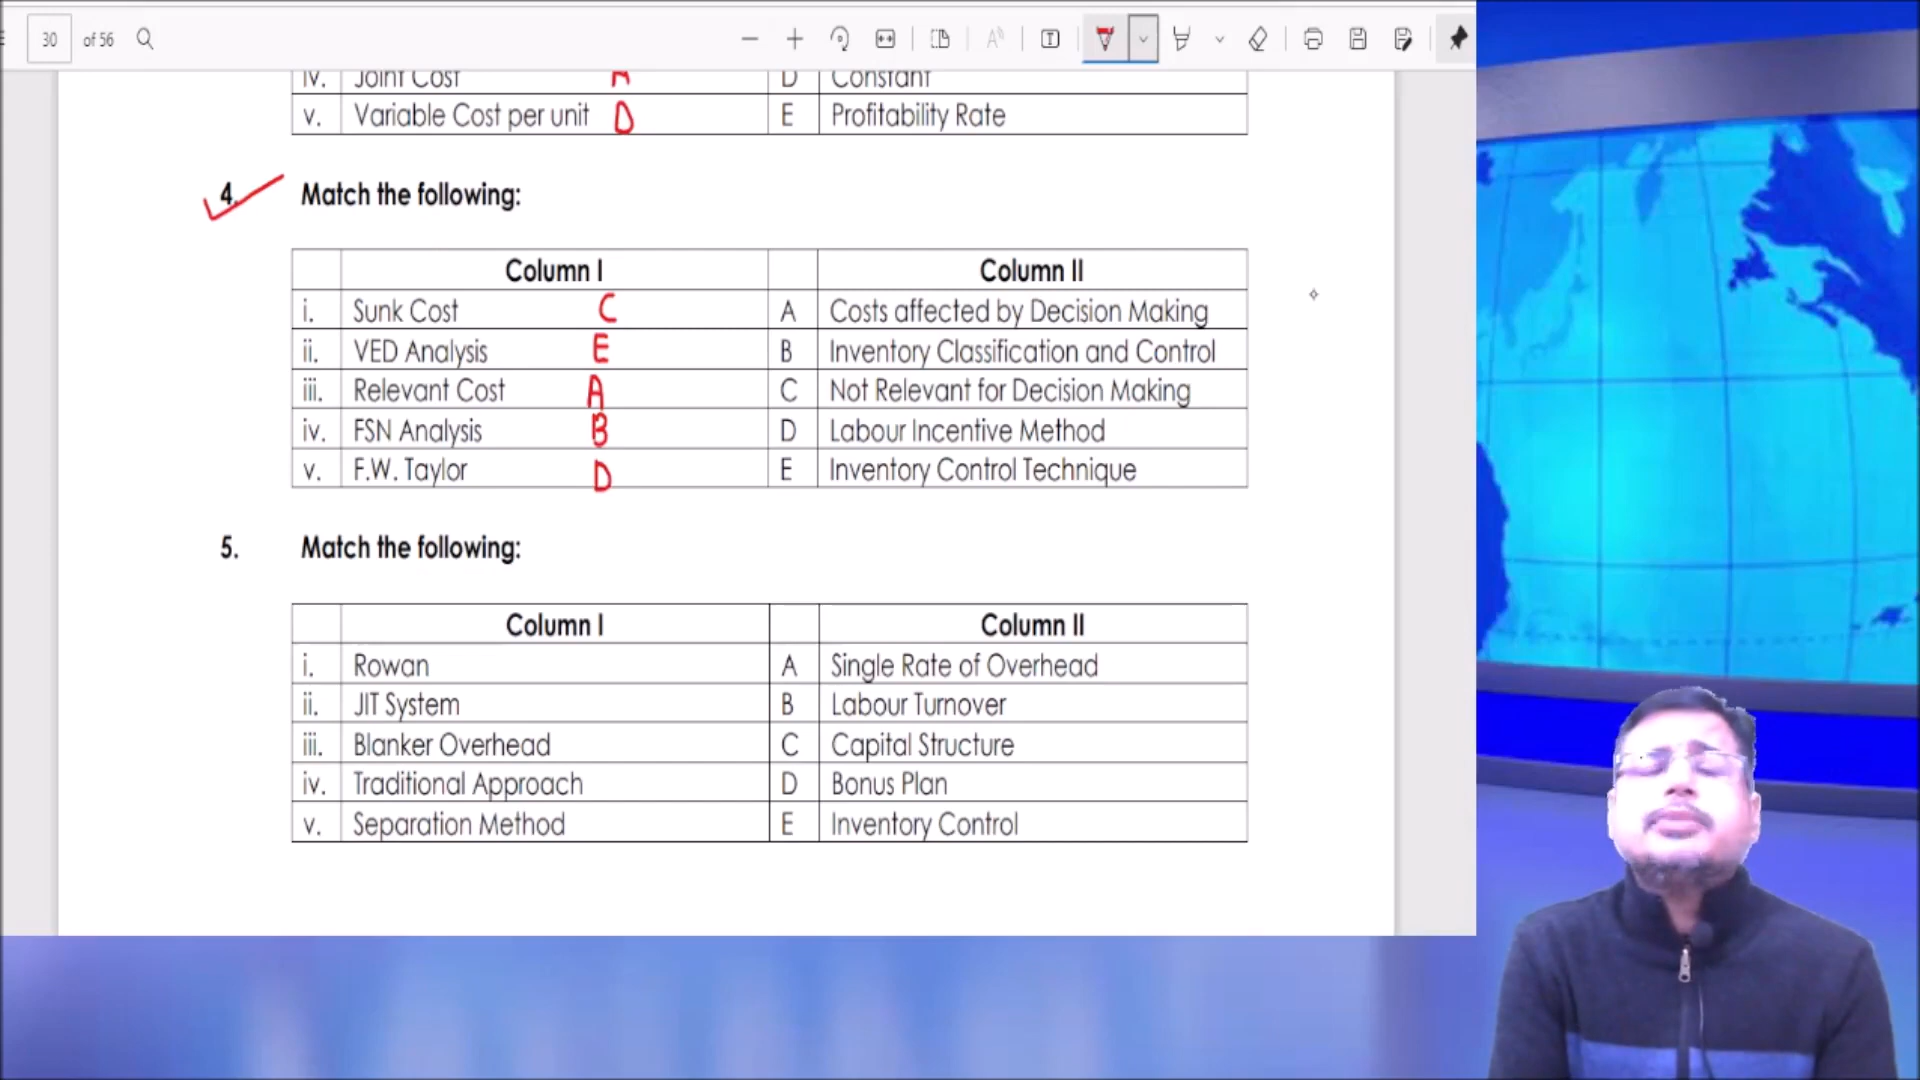 30 of 56
iv. Joint Cost A D Constant
v. Variable Cost per unit D E Profitability Rate
4. Match the following:
Column I Column II
i. Sunk Cost C A Costs affected by Decision Making
ii. VED Analysis E B Inventory Classification and Control
iii. Relevant Cost A C Not Relevant for Decision Making
iv. FSN Analysis B D Labour Incentive Method
v. F.W. Taylor D E Inventory Control Technique
5. Match the following:
Column I Column II
i. Rowan A Single Rate of Overhead
ii. JIT System B Labour Turnover
iii. Blanker Overhead C Capital Structure
iv. Traditional Approach D Bonus Plan
v. Separation Method E Inventory Control